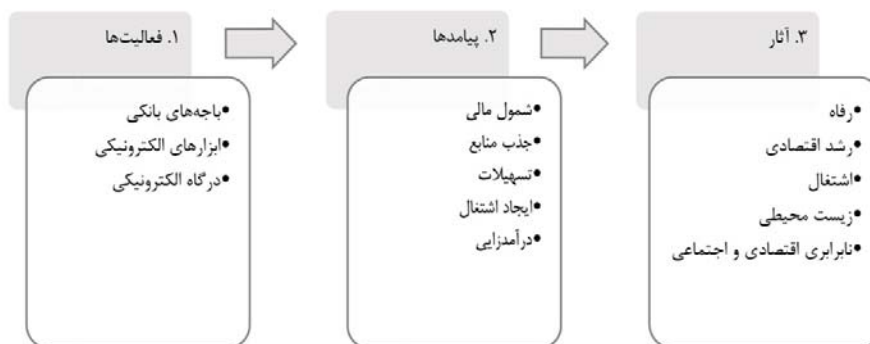 ۱. فعالیت‌ها
باجه‌های بانکی
ابزارهای الکترونیکی
درگاه الکترونیکی
۲. پیامدها
شمول مالی
جذب منابع
تسهیلات
ایجاد اشتغال
درآمدزایی
۳. آثار
رفاه
رشد اقتصادی
اشتغال
زیست محیطی
نابرابری اقتصادی و اجتماعی